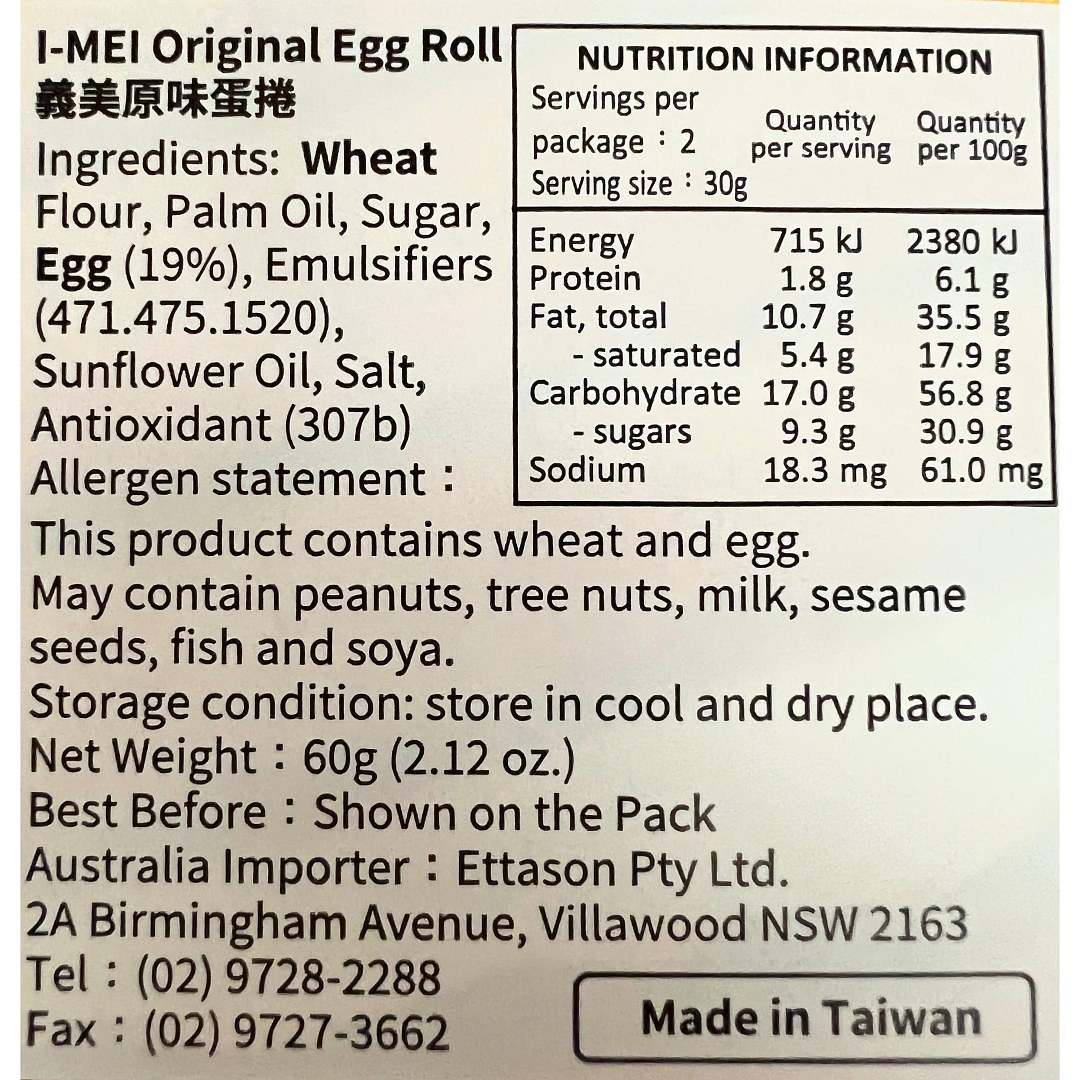 I-MEI Original Egg Roll
義美原味蛋捲
Ingredients: Wheat
Flour, Palm Oil, Sugar,
Egg (19%), Emulsifiers
(471.475.1520),
Sunflower Oil, Salt,
Antioxidant (307b)
Allergen statement：
This product contains wheat and egg.
May contain peanuts, tree nuts, milk, sesame
seeds, fish and soya.
Storage condition: store in cool and dry place.
Net Weight：60g (2.12 oz.)
Best Before：Shown on the Pack
Australia Importer：Ettason Pty Ltd.
2A Birmingham Avenue, Villawood NSW 2163
Tel：(02) 9728-2288
Fax：(02) 9727-3662
NUTRITION INFORMATION
Servings per
package：2
Serving size：30g
Quantity
per serving
Quantity
per 100g
Energy 715 kJ 2380 kJ
Protein 1.8 g 6.1 g
Fat, total 10.7 g 35.5 g
- saturated 5.4 g 17.9 g
Carbohydrate 17.0 g 56.8 g
- sugars 9.3 g 30.9 g
Sodium 18.3 mg 61.0 mg
Made in Taiwan